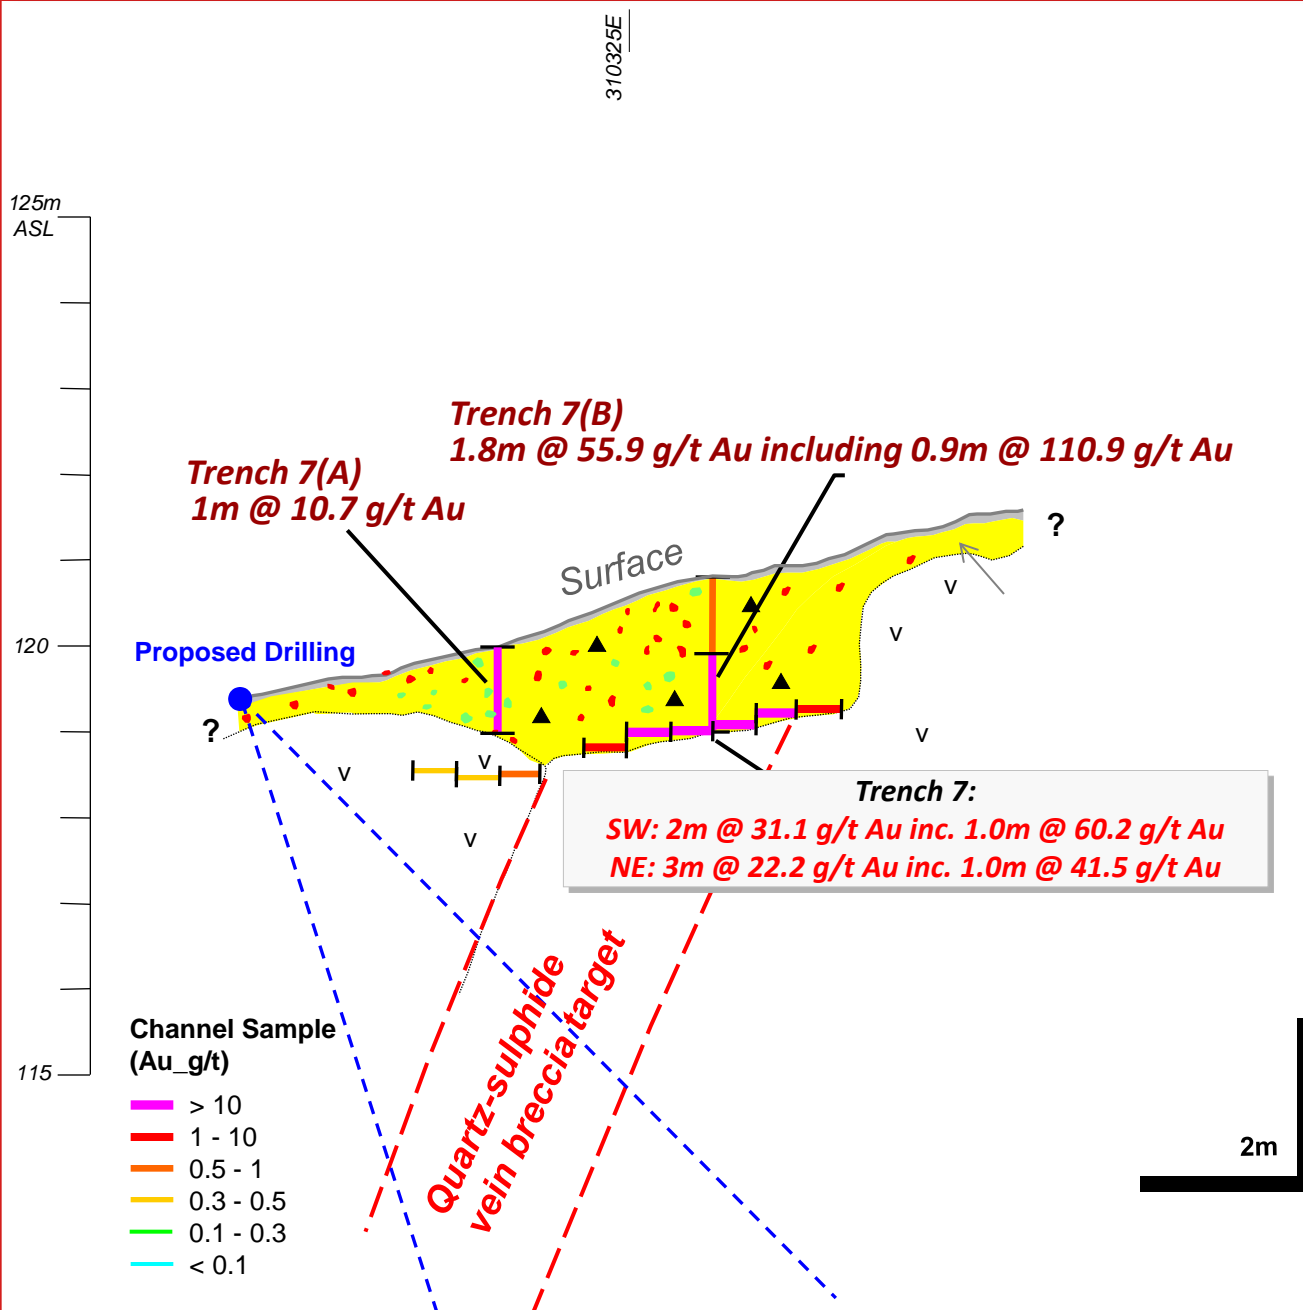 310325E
125m
ASL
Trench 7(B)
1.8m @ 55.9 g/t Au including 0.9m @ 110.9 g/t Au
Trench 7(A)
1m @ 10.7 g/t Au
Surface
?
v
v
120
Proposed Drilling
?
v
v
v
v
Trench 7:
SW: 2m @ 31.1 g/t Au inc. 1.0m @ 60.2 g/t Au
NE: 3m @ 22.2 g/t Au inc. 1.0m @ 41.5 g/t Au
Quartz-sulphide
vein breccia target
115
Channel Sample
(Au_g/t)
> 10
1 - 10
0.5 - 1
0.3 - 0.5
0.1 - 0.3
< 0.1
2m